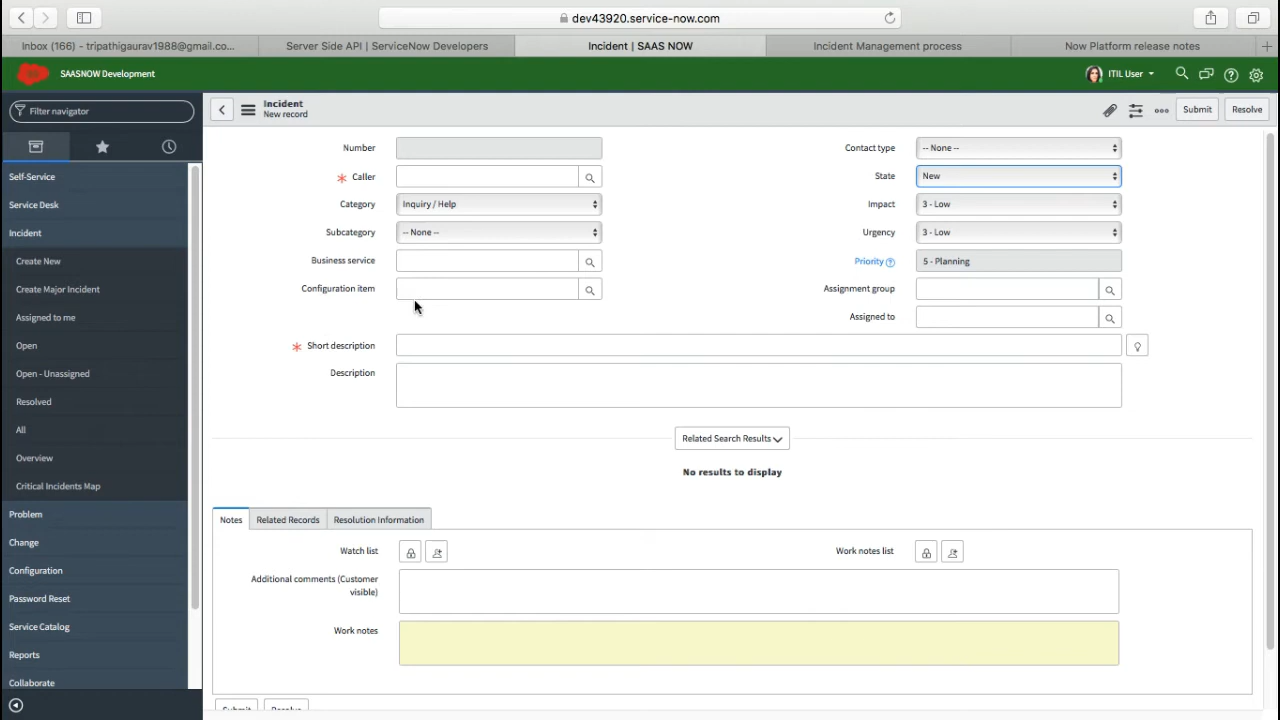 dev43920.service-now.com
Inbox (166) - tripathigaurav1988@gmail.co...
Server Side API | ServiceNow Developers
Incident | SAAS NOW
Incident Management process
Now Platform release notes
SAASNOW Development
ITIL User
Filter navigator
Incident
New record
Submit
Resolve
Self-Service
Service Desk
Incident
Create New
Create Major Incident
Assigned to me
Open
Open - Unassigned
Resolved
All
Overview
Critical Incidents Map
Problem
Change
Configuration
Password Reset
Service Catalog
Reports
Collaborate
Number
Caller
Category Inquiry / Help
Subcategory -- None --
Business service
Configuration item
Contact type -- None --
State New
Impact 3 - Low
Urgency 3 - Low
Priority 5 - Planning
Assignment group
Assigned to
Short description
Description
Related Search Results
No results to display
Notes
Related Records
Resolution Information
Watch list
Work notes list
Additional comments (Customer
visible)
Work notes
Submit
Resolve